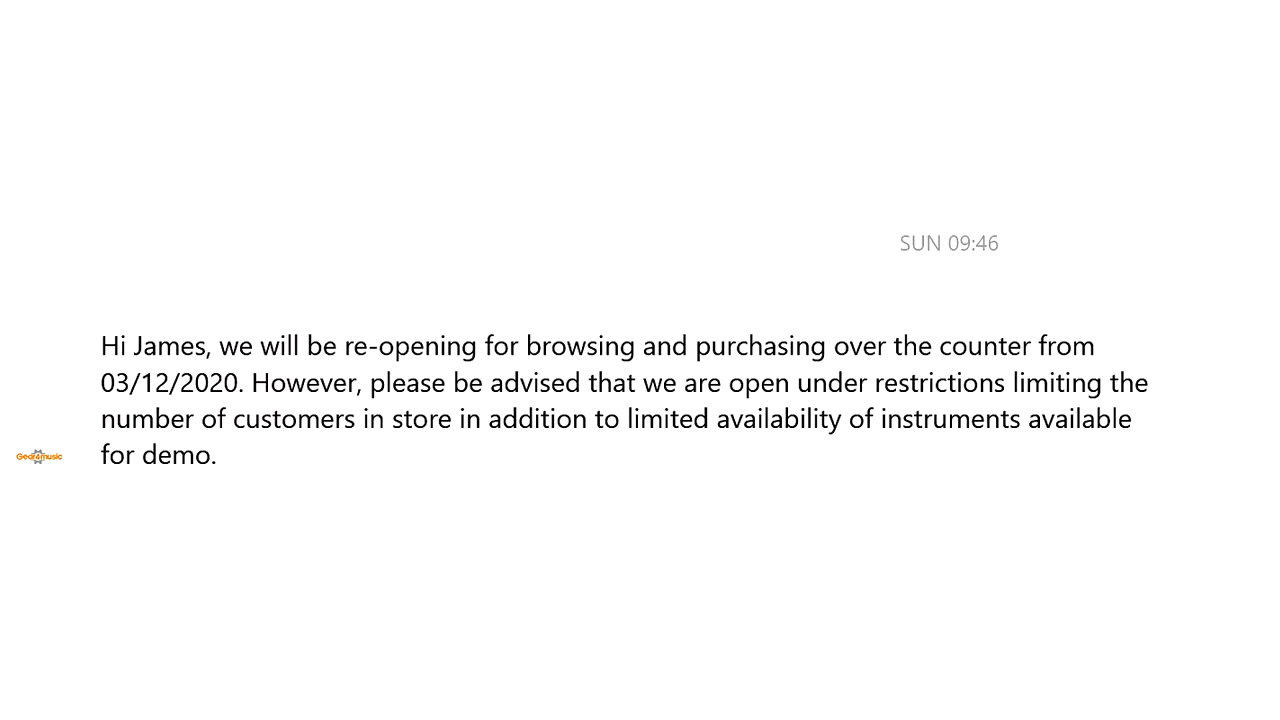 SUN 09:46
Hi James, we will be re-opening for browsing and purchasing over the counter from
03/12/2020. However, please be advised that we are open under restrictions limiting the
number of customers in store in addition to limited availability of instruments available
for demo.
Gear4music